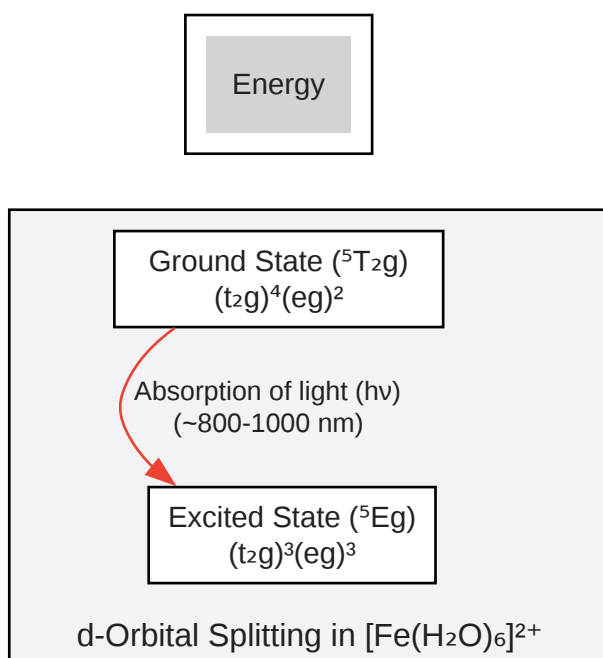 Energy
Ground State (⁵T₂g)
(t₂g)⁴(eg)²
Absorption of light (hν)
(~800-1000 nm)
Excited State (⁵Eg)
(t₂g)³(eg)³
d-Orbital Splitting in [Fe(H₂O)₆]²⁺